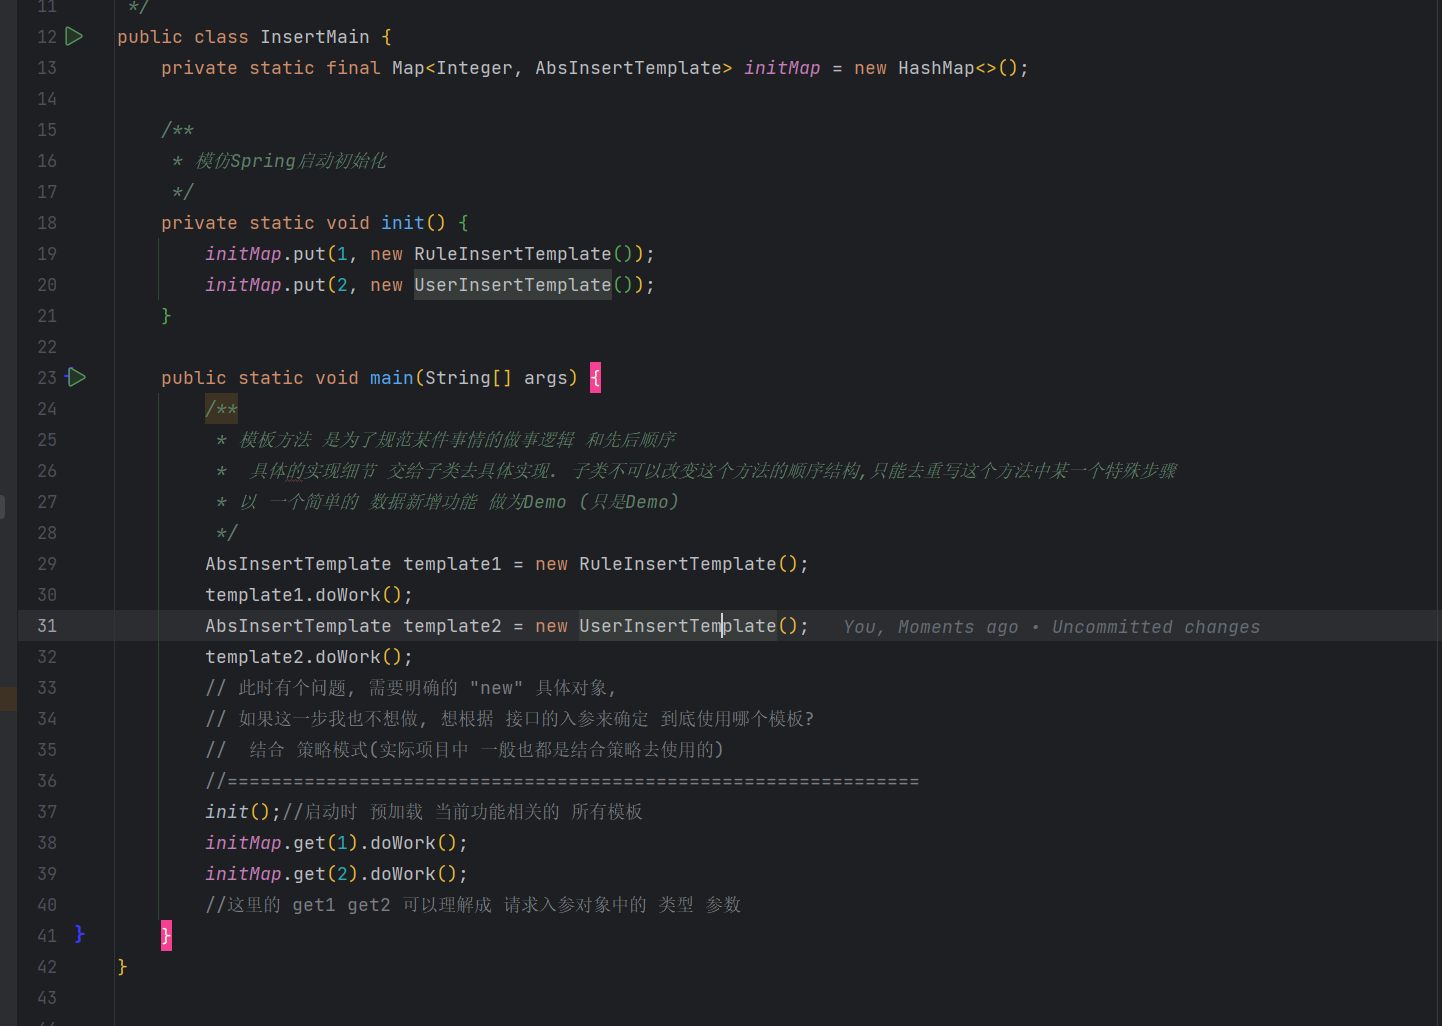 11 */
12 public class InsertMain {
13 private static final Map<Integer, AbsInsertTemplate> initMap = new HashMap<>();
14
15 /**
16 * 模仿Spring启动初始化
17 */
18 private static void init() {
19 initMap.put(1, new RuleInsertTemplate());
20 initMap.put(2, new UserInsertTemplate());
21 }
22
23 public static void main(String[] args) {
24 /**
25 * 模板方法 是为了规范某件事情的做事逻辑 和先后顺序
26 * 具体的实现细节 交给子类去具体实现. 子类不可以改变这个方法的顺序结构,只能去重写这个方法中某一个特殊步骤
27 * 以 一个简单的 数据新增功能 做为Demo (只是Demo)
28 */
29 AbsInsertTemplate template1 = new RuleInsertTemplate();
30 template1.doWork();
31 AbsInsertTemplate template2 = new UserInsertTemplate(); You, Moments ago • Uncommitted changes
32 template2.doWork();
33 // 此时有个问题, 需要明确的 "new" 具体对象,
34 // 如果这一步我也不想做, 想根据 接口的入参来确定 到底使用哪个模板?
35 // 结合 策略模式(实际项目中 一般也都是结合策略去使用的)
36 //===============================================================
37 init();//启动时 预加载 当前功能相关的 所有模板
38 initMap.get(1).doWork();
39 initMap.get(2).doWork();
40 //这里的 get1 get2 可以理解成 请求入参对象中的 类型 参数
41 } }
42 }
43